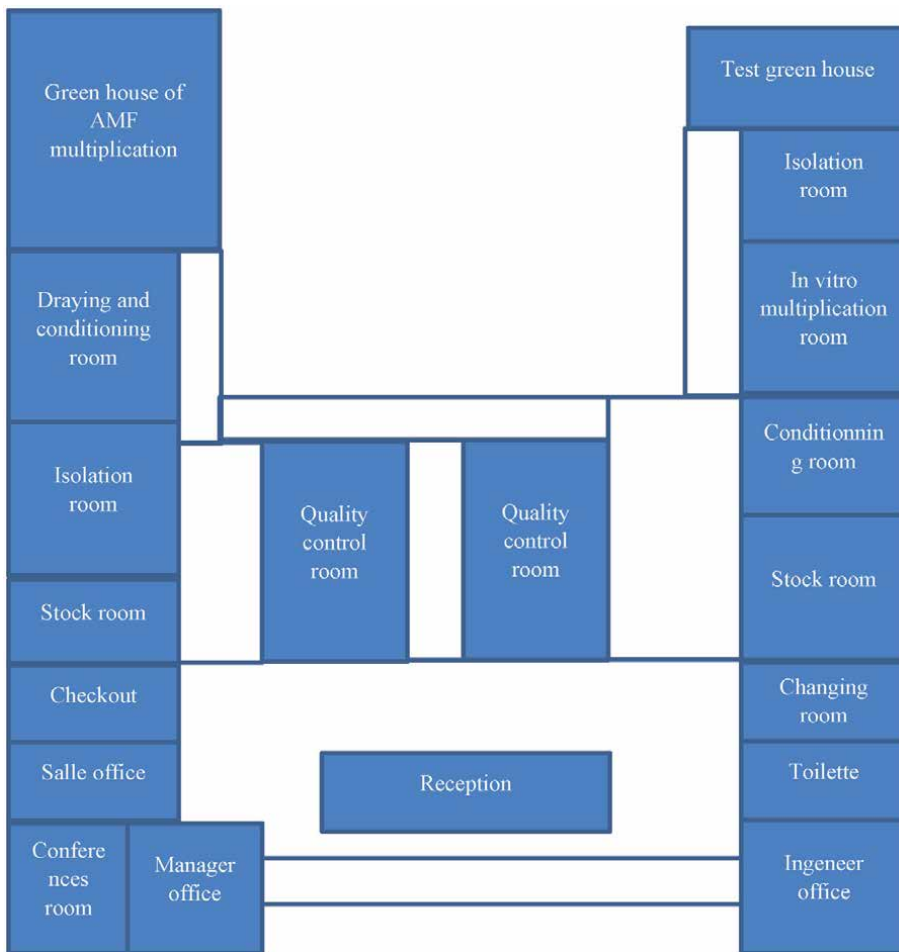 Green house of
AMF
multiplication
Test green house
Isolation
room
In vitro
multiplication
room
Draying and
conditioning
room
Conditionnin
g room
Isolation
room
Quality
control
room
Quality
control
room
Stock room
Stock room
Checkout
Changing
room
Salle office
Reception
Toilette
Confere
nces
room
Manager
office
Ingeneer
office